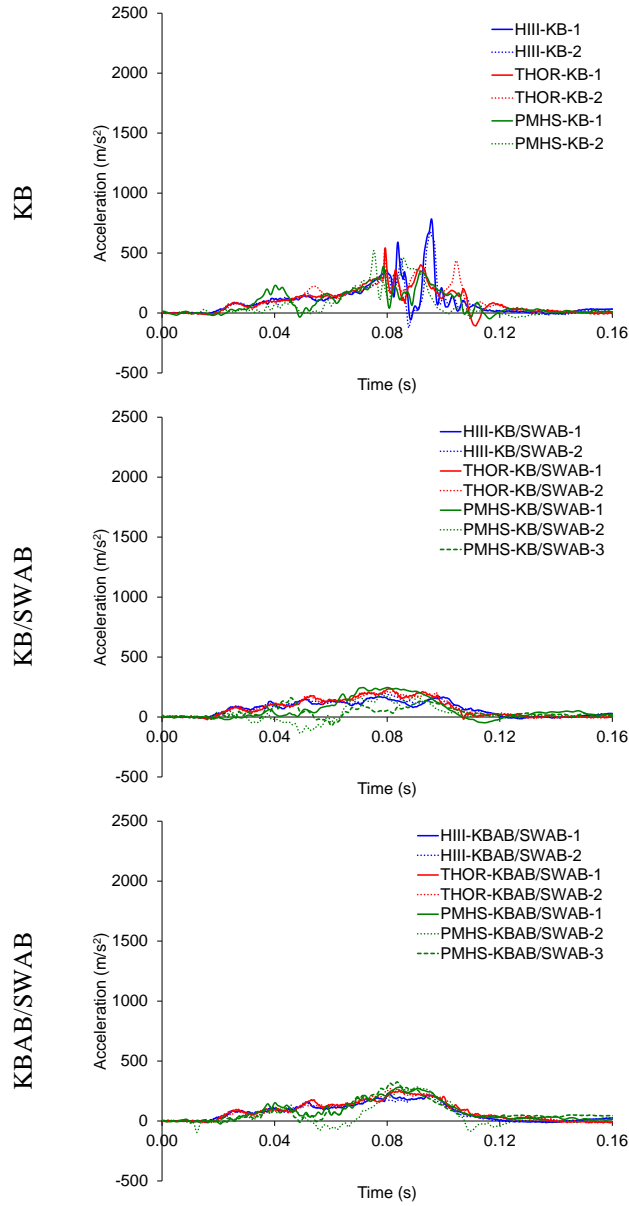 KB
Acceleration (m/s²)
2500
2000
1500
1000
500
0
-500
0.00
0.04
0.08
0.12
0.16
Time (s)
HIII-KB-1
HIII-KB-2
THOR-KB-1
THOR-KB-2
PMHS-KB-1
PMHS-KB-2
KB/SWAB
Acceleration (m/s²)
2500
2000
1500
1000
500
0
-500
0.00
0.04
0.08
0.12
0.16
Time (s)
HIII-KB/SWAB-1
HIII-KB/SWAB-2
THOR-KB/SWAB-1
THOR-KB/SWAB-2
PMHS-KB/SWAB-1
PMHS-KB/SWAB-2
PMHS-KB/SWAB-3
KBAB/SWAB
Acceleration (m/s²)
2500
2000
1500
1000
500
0
-500
0.00
0.04
0.08
0.12
0.16
Time (s)
HIII-KBAB/SWAB-1
HIII-KBAB/SWAB-2
THOR-KBAB/SWAB-1
THOR-KBAB/SWAB-2
PMHS-KBAB/SWAB-1
PMHS-KBAB/SWAB-2
PMHS-KBAB/SWAB-3